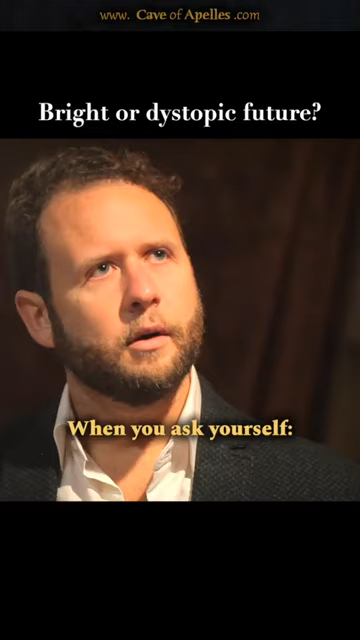 www. Cave of Apelles .com
Bright or dystopic future?
When you ask yourself: